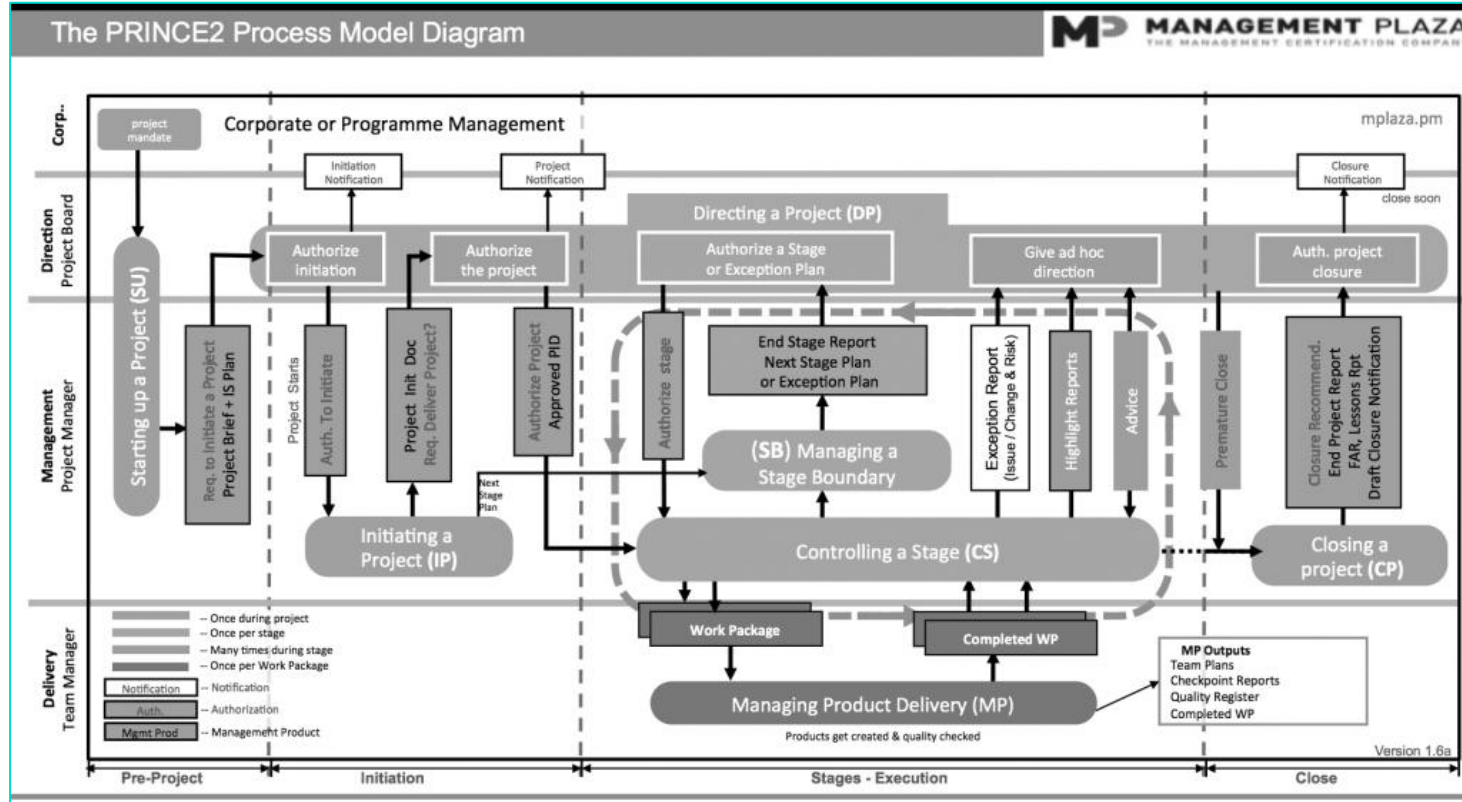 The PRINCE2 Process Model Diagram
MP MANAGEMENT PLAZA
THE MANAGEMENT CERTIFICATION COMPAN
Corp..
project
mandate
Corporate or Programme Management
mplaza.pm
Initiation
Notification
Project
Notification
Closure
Notification
close soon
Direction
Project Board
Directing a Project (DP)
Authorize
initiation
Authorize
the project
Authorize a Stage
or Exception Plan
Give ad hoc
direction
Auth. project
closure
Management
Project Manager
Starting up a Project (SU)
Req. to Initiate a Project
Project Brief + IS Plan
Project Starts
Auth. To Initiate
Project Init Doc
Req. Deliver Project?
Authorize Project
Approved PID
Authorize stage
End Stage Report
Next Stage Plan
or Exception Plan
Exception Report
(Issue / Change & Risk)
Highlight Reports
Advice
Premature Close
Closure Recommend.
End Project Report
FAR, Lessons Rpt
Draft Closure Notification
(SB) Managing a
Stage Boundary
Next
Stage
Plan
Initiating a
Project (IP)
Controlling a Stage (CS)
Closing a
project (CP)
Delivery
Team Manager
-- Once during project
-- Once per stage
-- Many times during stage
-- Once per Work Package
Notification -- Notification
Auth. -- Authorization
Mgmt Prod -- Management Product
Work Package
Completed WP
Managing Product Delivery (MP)
Products get created & quality checked
MP Outputs
Team Plans
Checkpoint Reports
Quality Register
Completed WP
Version 1.6a
Pre-Project
Initiation
Stages - Execution
Close